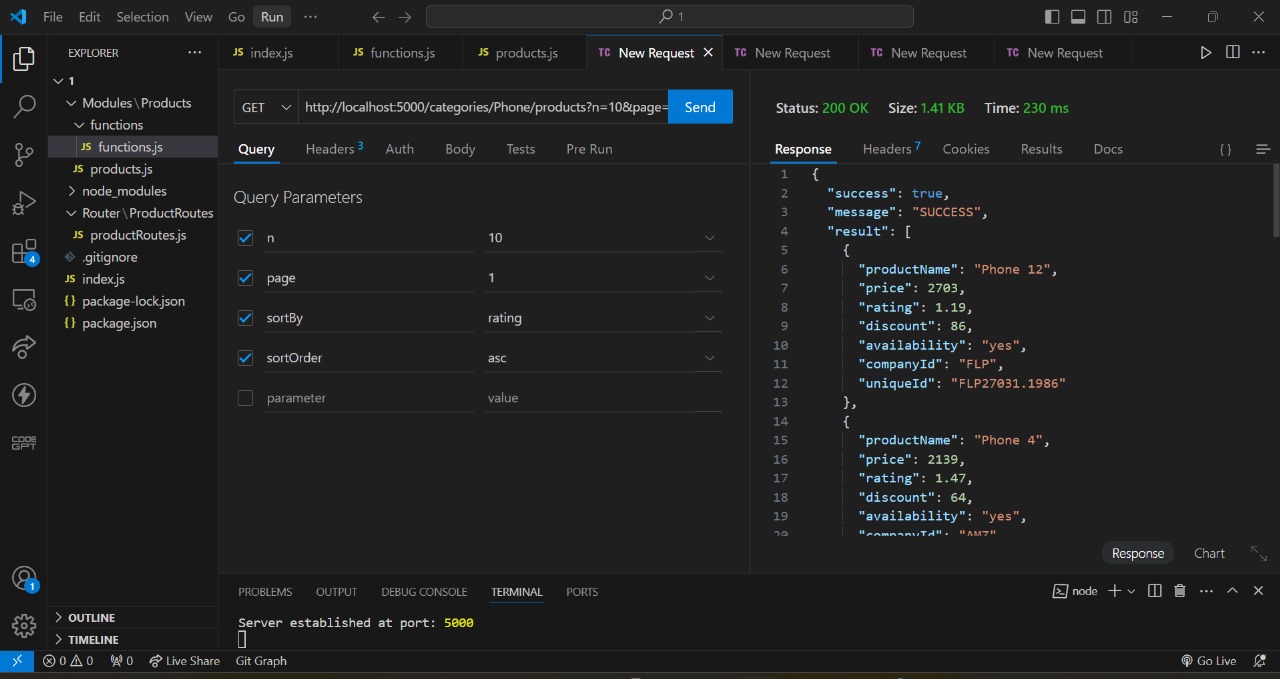 File Edit Selection View Go Run ··· 1
EXPLORER ···
1
Modules\Products
functions
JS functions.js
JS products.js
node_modules
Router\ProductRoutes
JS productRoutes.js
.gitignore
JS index.js
{} package-lock.json
{} package.json
OUTLINE
TIMELINE
4
CODE
GPT
1
JS index.js JS functions.js JS products.js TC New Request TC New Request TC New Request TC New Request
GET http://localhost:5000/categories/Phone/products?n=10&page= Send
Query Headers 3 Auth Body Tests Pre Run
Query Parameters
n 10
page 1
sortBy rating
sortOrder asc
parameter value
Status: 200 OK Size: 1.41 KB Time: 230 ms
Response Headers 7 Cookies Results Docs { }
1 {
2 "success": true,
3 "message": "SUCCESS",
4 "result": [
5 {
6 "productName": "Phone 12",
7 "price": 2703,
8 "rating": 1.19,
9 "discount": 86,
10 "availability": "yes",
11 "companyId": "FLP",
12 "uniqueId": "FLP27031.1986"
13 },
14 {
15 "productName": "Phone 4",
16 "price": 2139,
17 "rating": 1.47,
18 "discount": 64,
19 "availability": "yes",
20 "companyId": "AMZ"
Response Chart
PROBLEMS OUTPUT DEBUG CONSOLE TERMINAL PORTS node
Server established at port: 5000
0 0 0 Live Share Git Graph Go Live